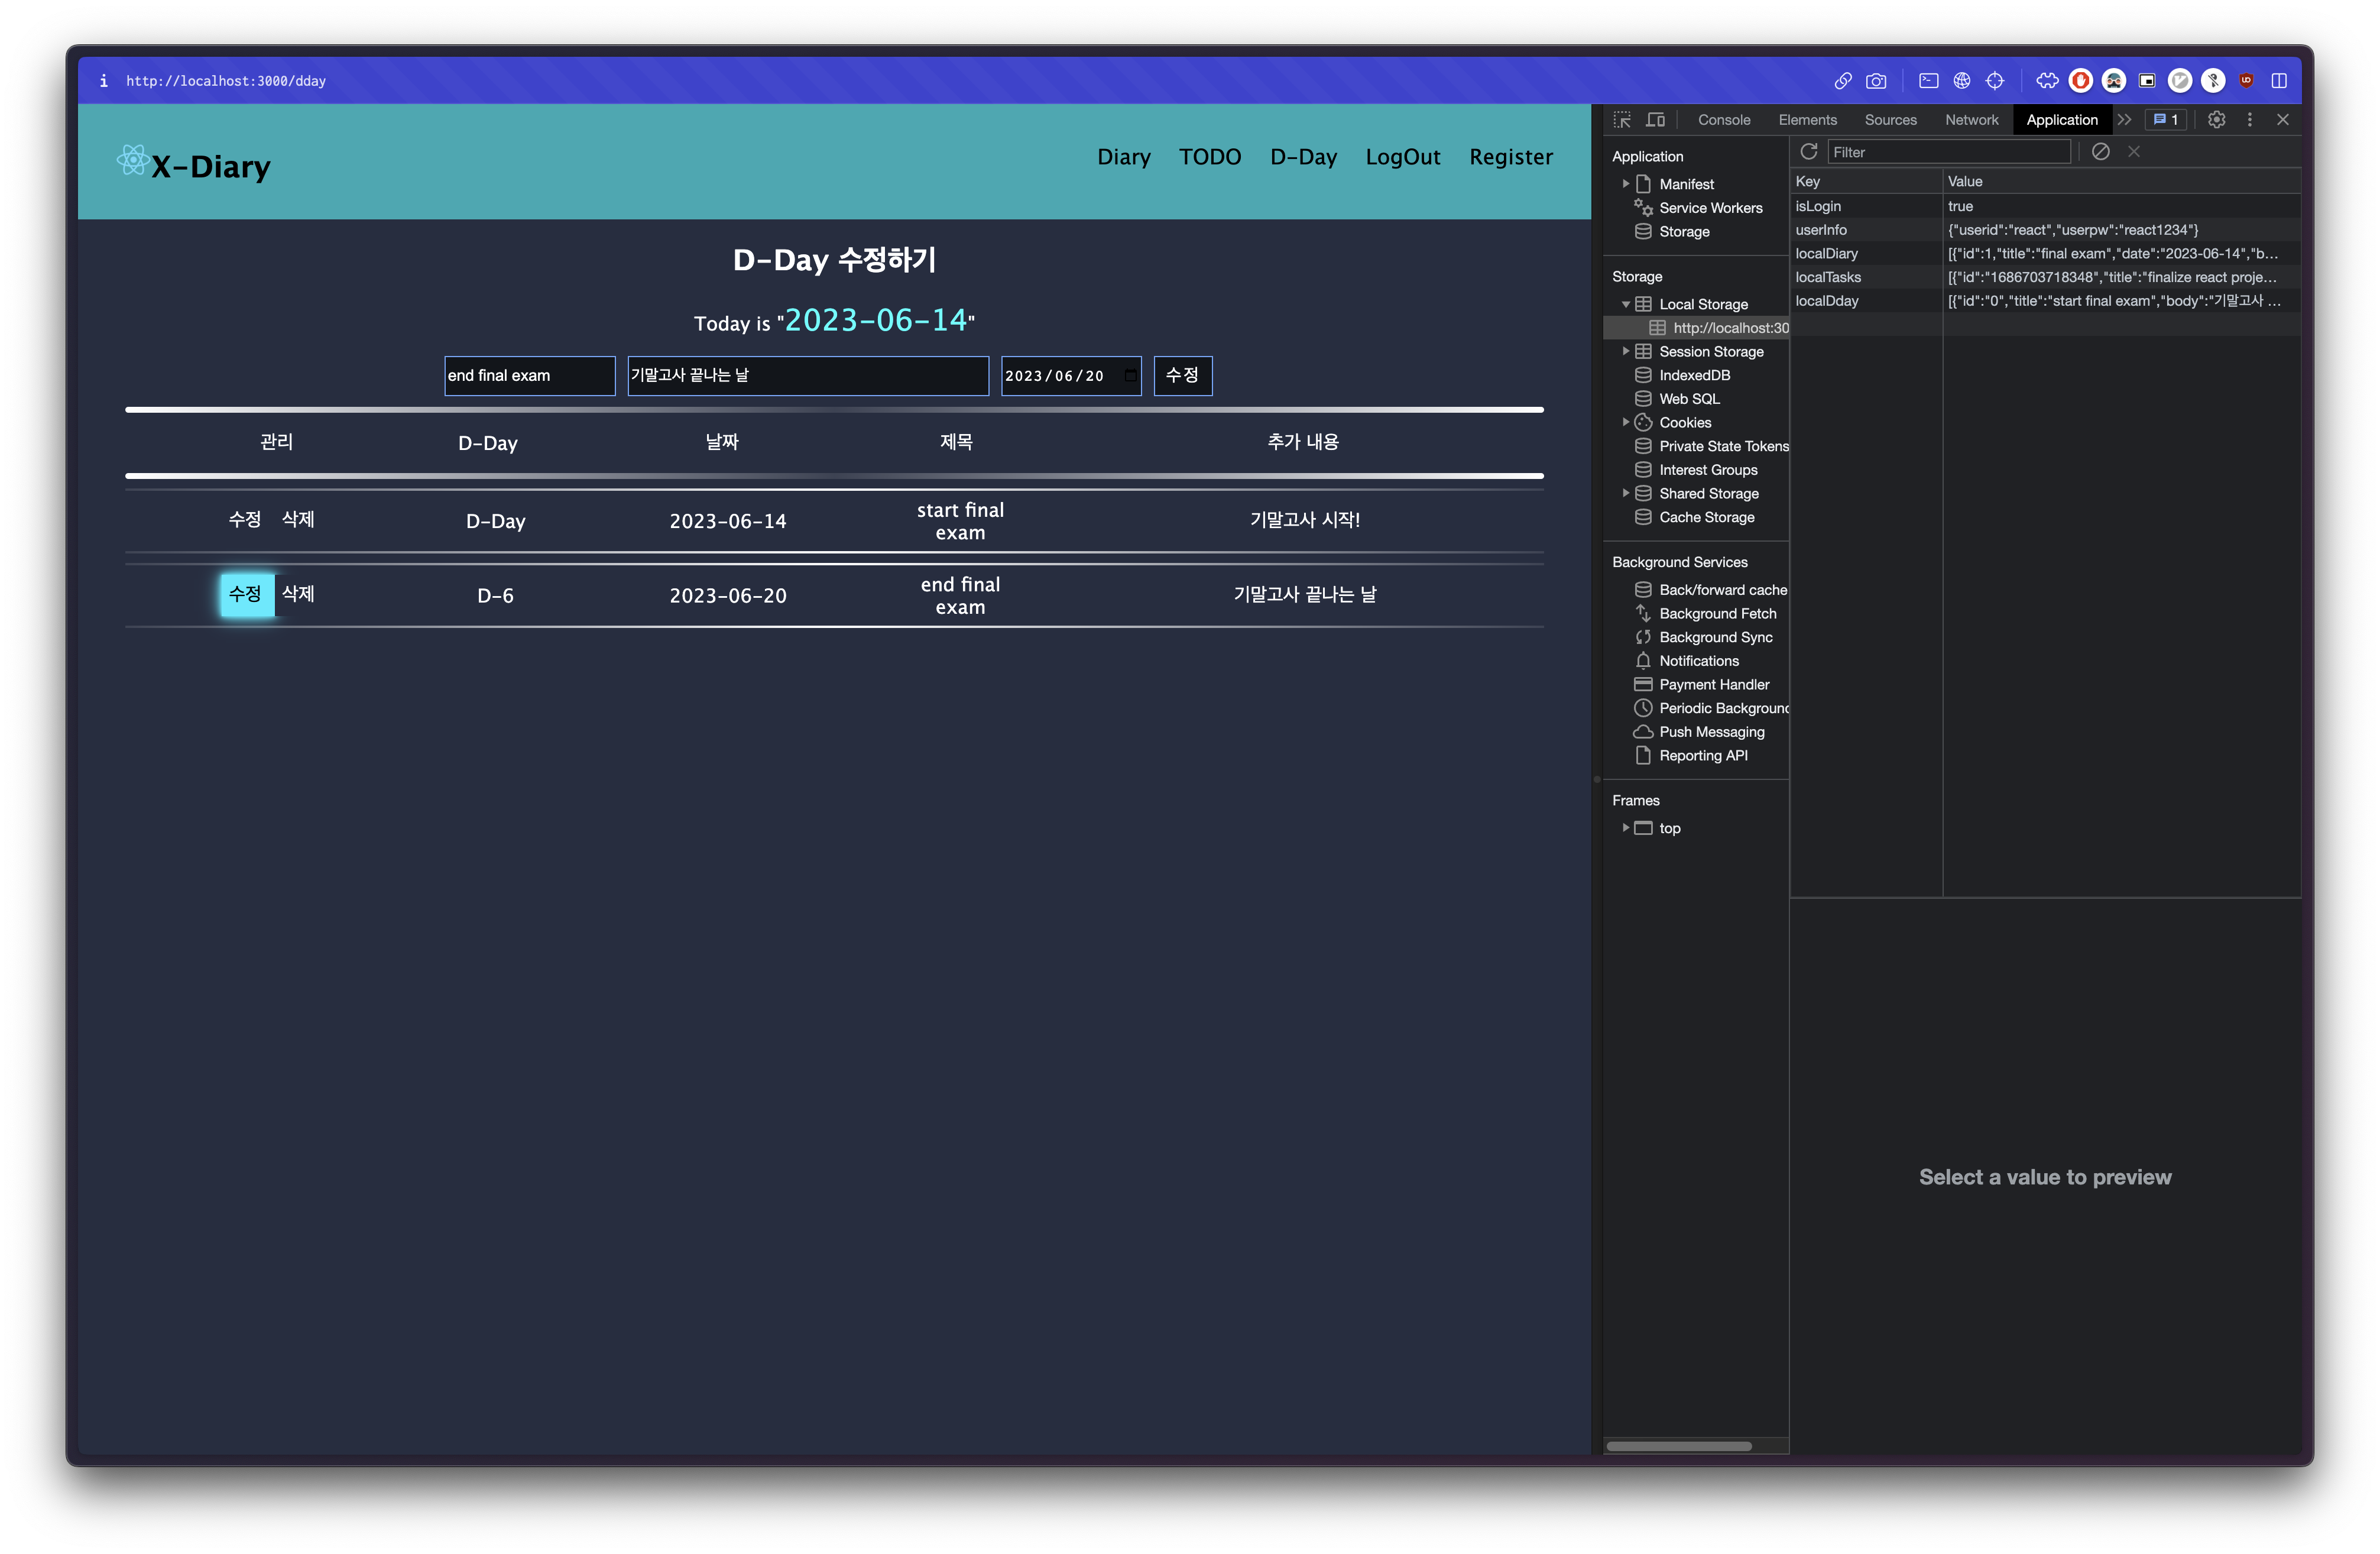 i http://localhost:3000/dday
X-Diary
Diary TODO D-Day LogOut Register
D-Day 수정하기
Today is "2023-06-14"
end final exam 기말고사 끝나는 날 2023/06/20 수정
관리 D-Day 날짜 제목 추가 내용
수정 삭제 D-Day 2023-06-14 start final exam 기말고사 시작!
수정 삭제 D-6 2023-06-20 end final exam 기말고사 끝나는 날
Console Elements Sources Network Application 1
Application
Manifest
Service Workers
Storage
Storage
Local Storage
http://localhost:30
Session Storage
IndexedDB
Web SQL
Cookies
Private State Tokens
Interest Groups
Shared Storage
Cache Storage
Background Services
Back/forward cache
Background Fetch
Background Sync
Notifications
Payment Handler
Periodic Background
Push Messaging
Reporting API
Frames
top
Filter
Key Value
isLogin true
userInfo {"userid":"react","userpw":"react1234"}
localDiary [{"id":1,"title":"final exam","date":"2023-06-14","b…
localTasks [{"id":"1686703718348","title":"finalize react proje…
localDday [{"id":"0","title":"start final exam","body":"기말고사 …
Select a value to preview